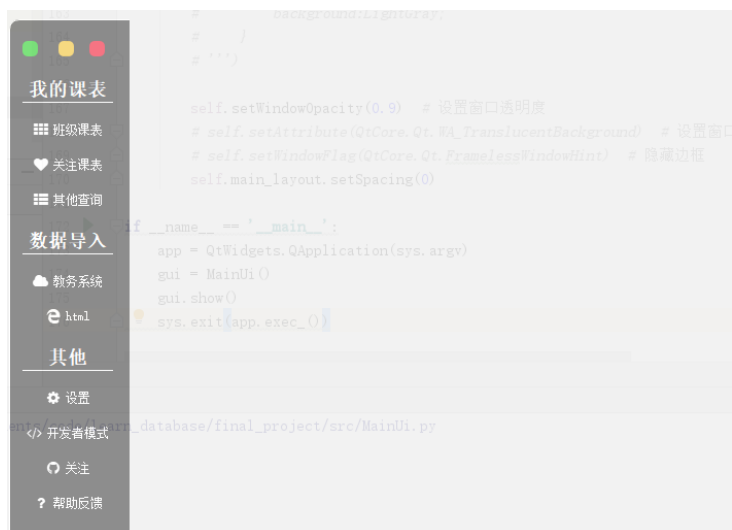 background:LightGray;
# }
# ''')
self.setWindowOpacity(0.9) # 设置窗口透明度
# self.setAttribute(QtCore.Qt.WA_TranslucentBackground) # 设置窗口
# self.setWindowFlag(QtCore.Qt.FramelessWindowHint) # 隐藏边框
self.main_layout.setSpacing(0)
if __name__ == '__main__':
app = QtWidgets.QApplication(sys.argv)
gui = MainUi()
gui.show()
sys.exit(app.exec_())
_database/final_project/src/MainUi.py
我的课表
班级课表
关注课表
其他查询
数据导入
教务系统
html
其他
设置
</> 开发者模式
关注
? 帮助反馈